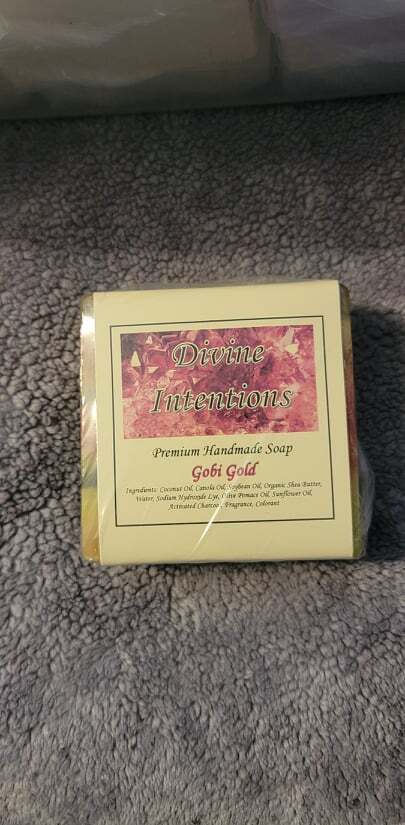 Divine
Intentions
Premium Handmade Soap
Gobi Gold
Ingredients: Coconut Oil, Canola Oil, Soybean Oil, Organic Shea Butter,
Water, Sodium Hydroxide Lye, Olive Pomace Oil, Sunflower Oil,
Activated Charcoal, Fragrance, Colorant